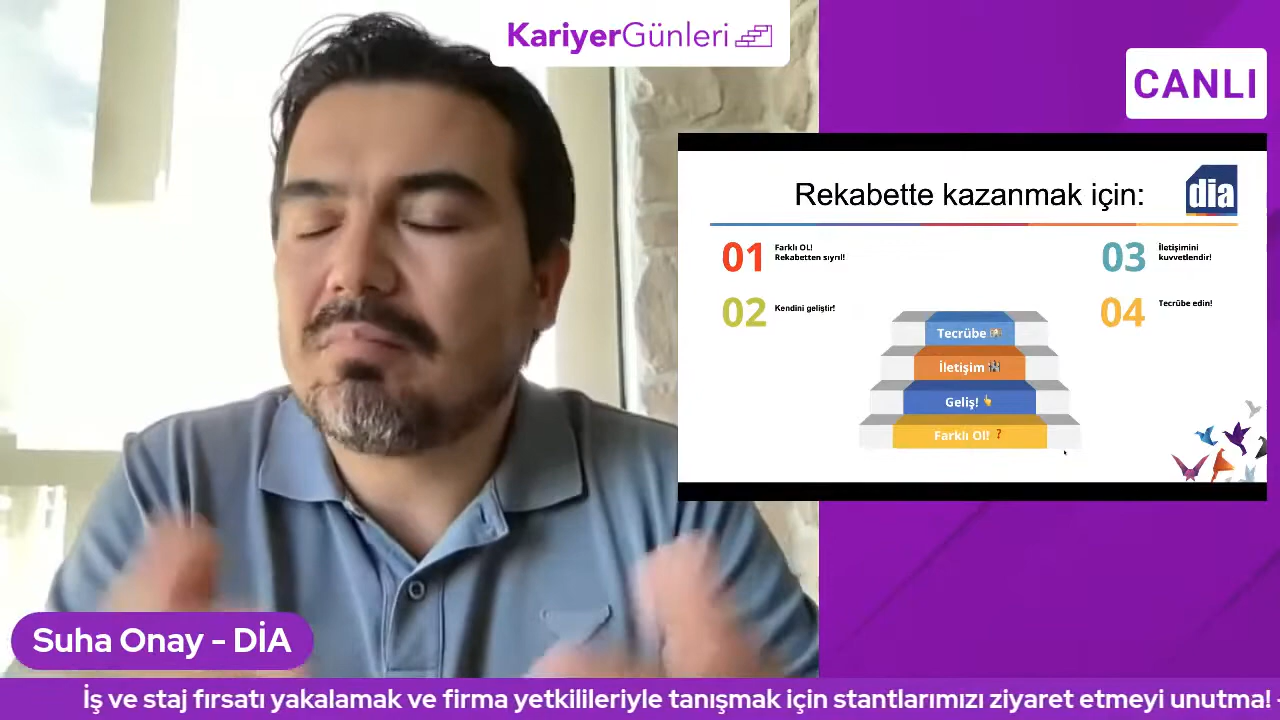 KariyerGünleri
CANLI
Rekabette kazanmak için:
dia
01
Farklı OL!
Rekabetten sıyrıl!
02
Kendini geliştir!
03
İletişimini
kuvvetlendir!
04
Tecrübe edin!
Tecrübe
İletişim
Geliş!
Farklı Ol! ?
Suha Onay - DİA
İş ve staj fırsatı yakalamak ve firma yetkilileriyle tanışmak için stantlarımızı ziyaret etmeyi unutma!